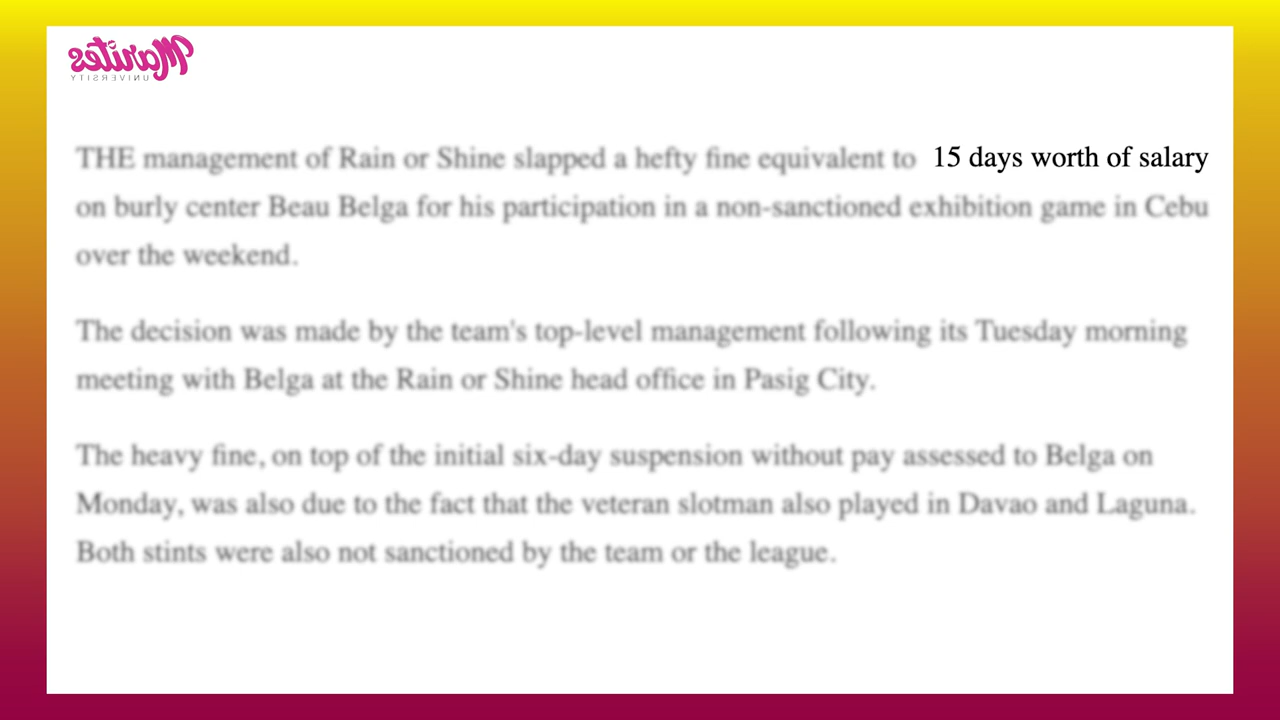 Marites
UNIVERSITY
THE management of Rain or Shine slapped a hefty fine equivalent to 15 days worth of salary
on burly center Beau Belga for his participation in a non-sanctioned exhibition game in Cebu
over the weekend.
The decision was made by the team's top-level management following its Tuesday morning
meeting with Belga at the Rain or Shine head office in Pasig City.
The heavy fine, on top of the initial six-day suspension without pay assessed to Belga on
Monday, was also due to the fact that the veteran slotman also played in Davao and Laguna.
Both stints were also not sanctioned by the team or the league.